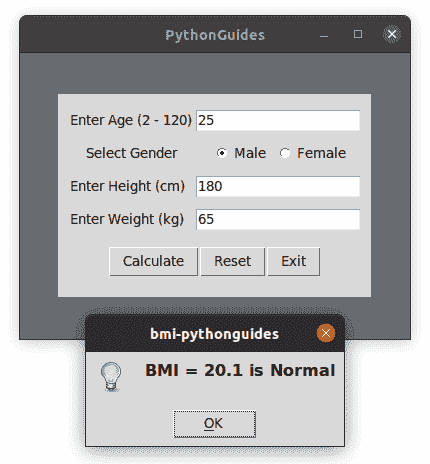 PythonGuides
Enter Age (2 - 120) 25
Select Gender Male Female
Enter Height (cm) 180
Enter Weight (kg) 65
Calculate Reset Exit
bmi-pythonguides
BMI = 20.1 is Normal
OK